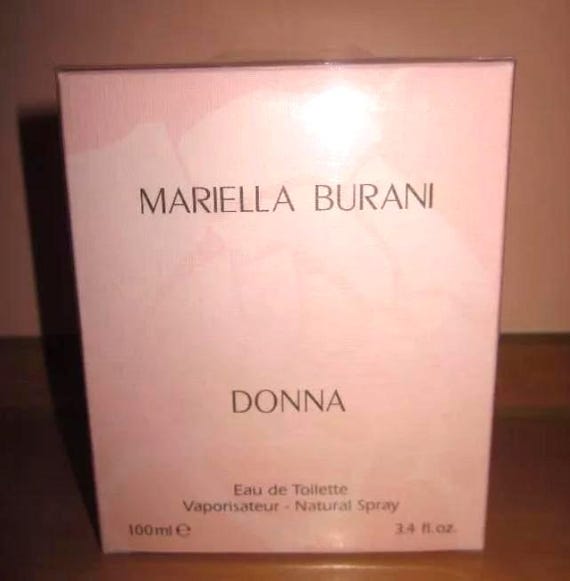 MARIELLA BURANI
DONNA
Eau de Toilette
Vaporisateur - Natural Spray
100ml ℮ 3.4 fl.oz.